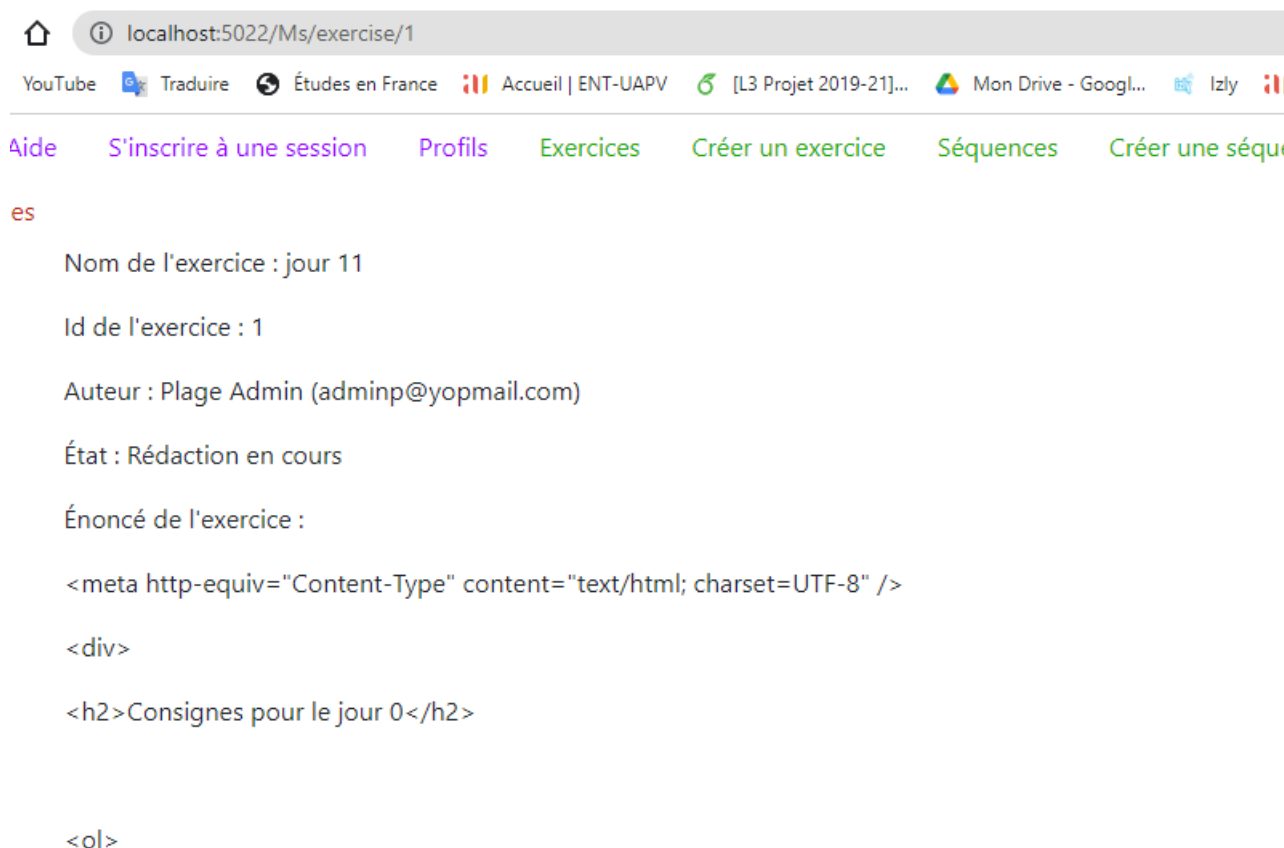 localhost:5022/Ms/exercise/1
YouTube Traduire Études en France Accueil | ENT-UAPV [L3 Projet 2019-21]... Mon Drive - Googl... Izly
Aide S'inscrire à une session Profils Exercices Créer un exercice Séquences Créer une séque
es
Nom de l'exercice : jour 11
Id de l'exercice : 1
Auteur : Plage Admin (adminp@yopmail.com)
État : Rédaction en cours
Énoncé de l'exercice :
<meta http-equiv="Content-Type" content="text/html; charset=UTF-8" />
<div>
<h2>Consignes pour le jour 0</h2>
<ol>